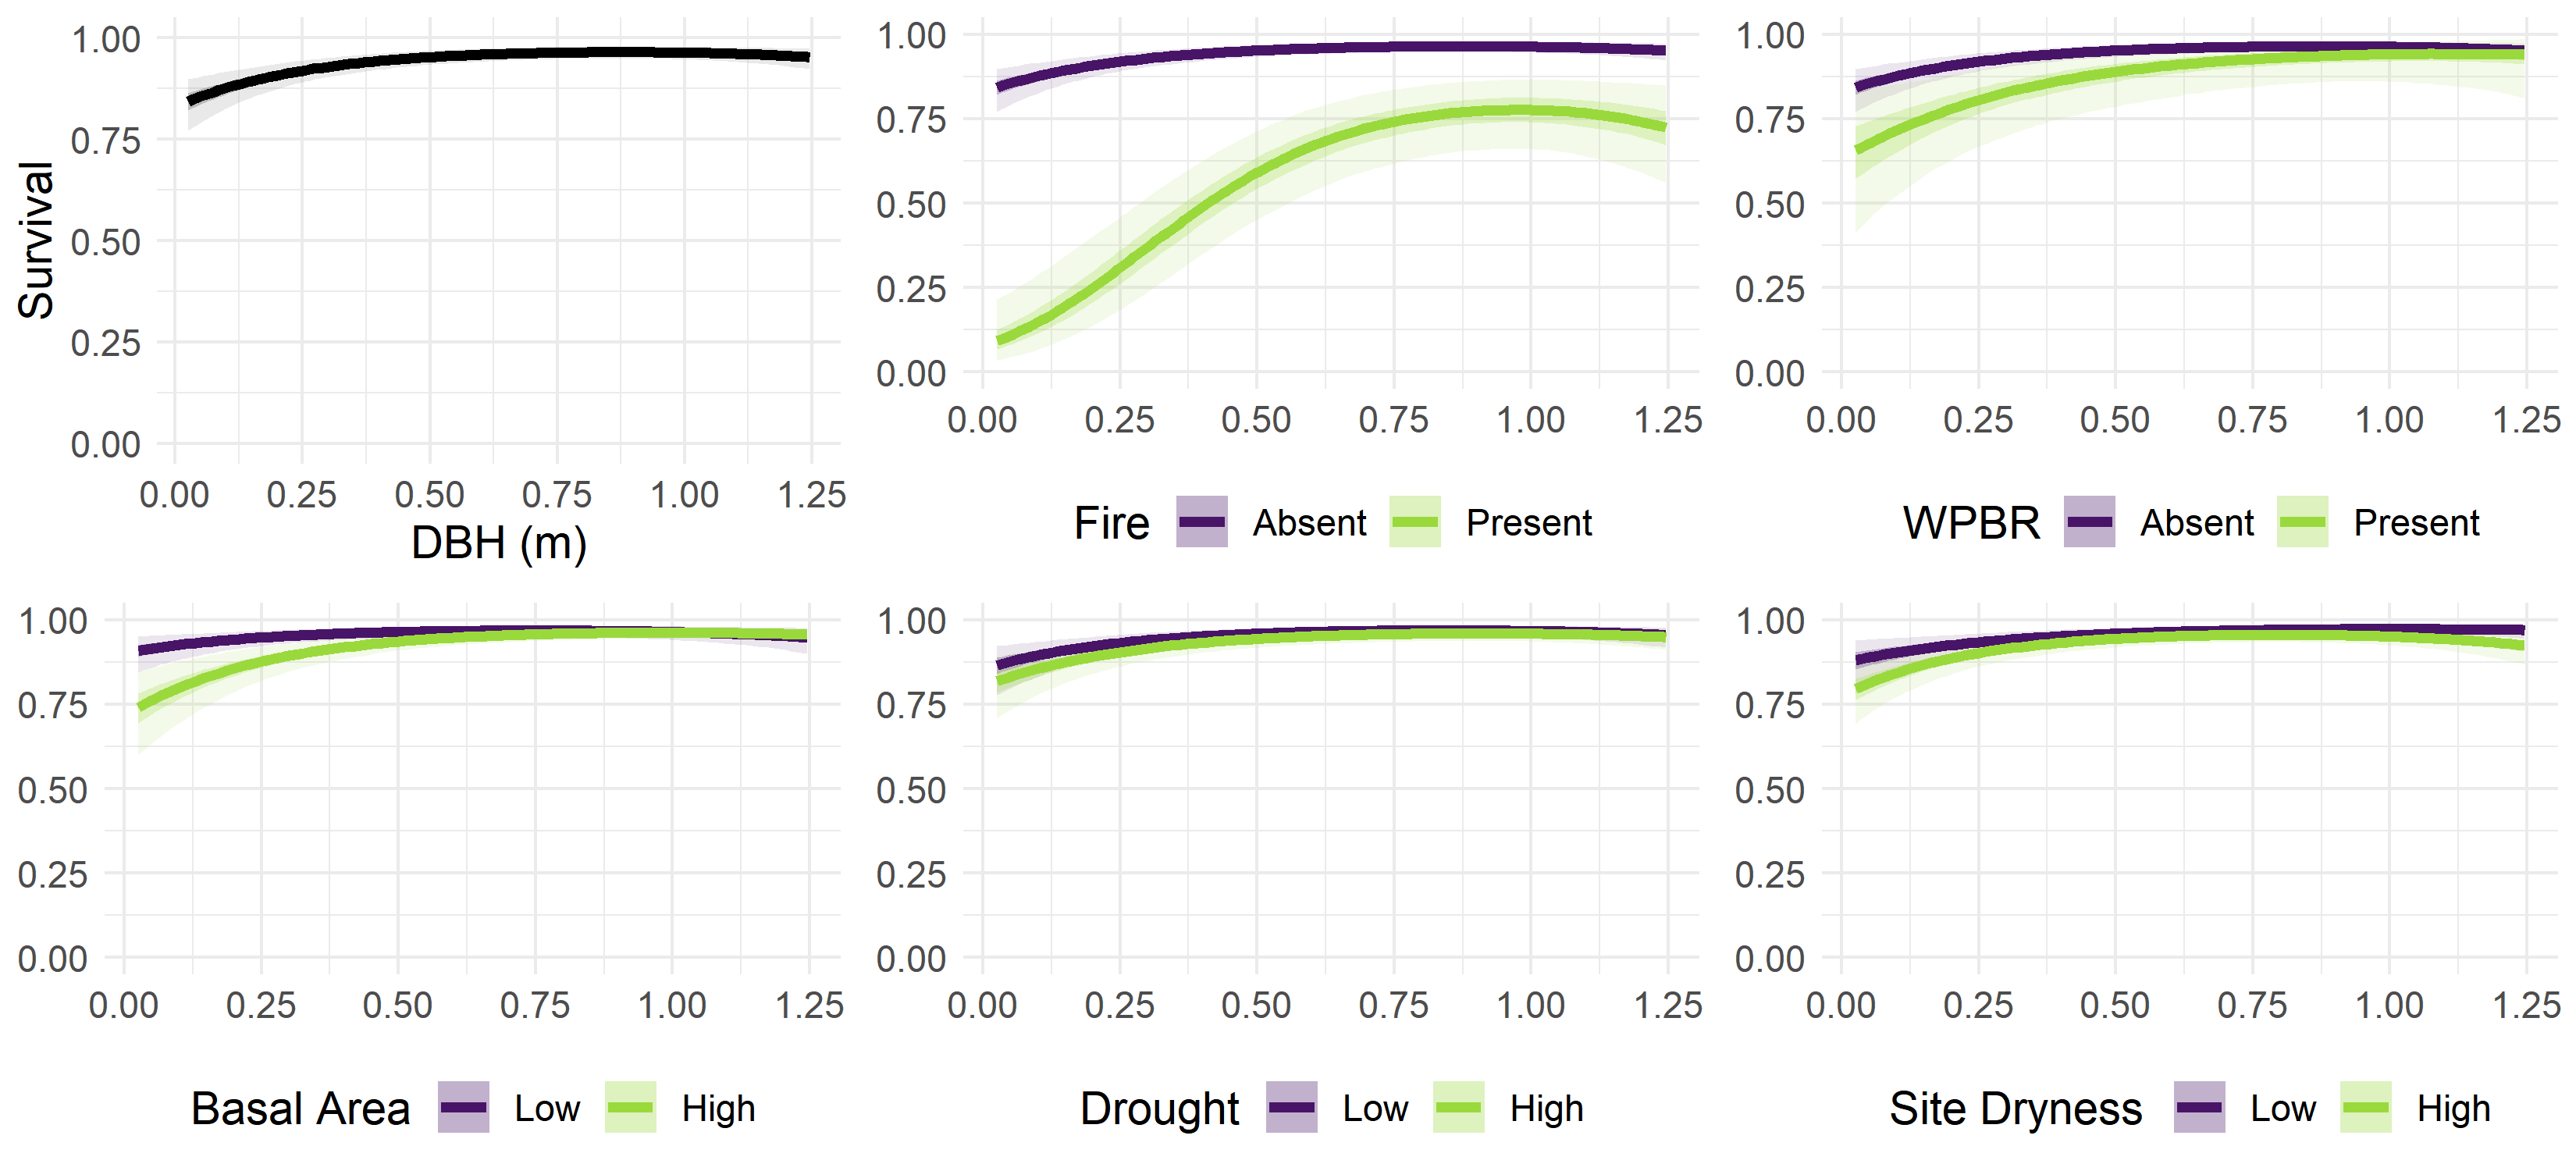 Survival
1.00
0.75
0.50
0.25
0.00
0.00 0.25 0.50 0.75 1.00 1.25
DBH (m)
1.00
0.75
0.50
0.25
0.00
0.00 0.25 0.50 0.75 1.00 1.25
Fire Absent Present
1.00
0.75
0.50
0.25
0.00
0.00 0.25 0.50 0.75 1.00 1.25
WPBR Absent Present
1.00
0.75
0.50
0.25
0.00
0.00 0.25 0.50 0.75 1.00 1.25
Basal Area Low High
1.00
0.75
0.50
0.25
0.00
0.00 0.25 0.50 0.75 1.00 1.25
Drought Low High
1.00
0.75
0.50
0.25
0.00
0.00 0.25 0.50 0.75 1.00 1.25
Site Dryness Low High